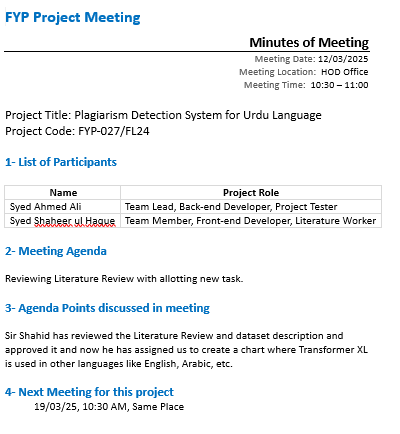 FYP Project Meeting
Minutes of Meeting
Meeting Date: 12/03/2025
Meeting Location: HOD Office
Meeting Time: 10:30 – 11:00
Project Title: Plagiarism Detection System for Urdu Language
Project Code: FYP-027/FL24
1- List of Participants
Name Project Role
Syed Ahmed Ali Team Lead, Back-end Developer, Project Tester
Syed Shaheer ul Haque Team Member, Front-end Developer, Literature Worker
2- Meeting Agenda
Reviewing Literature Review with allotting new task.
3- Agenda Points discussed in meeting
Sir Shahid has reviewed the Literature Review and dataset description and
approved it and now he has assigned us to create a chart where Transformer XL
is used in other languages like English, Arabic, etc.
4- Next Meeting for this project
19/03/25, 10:30 AM, Same Place